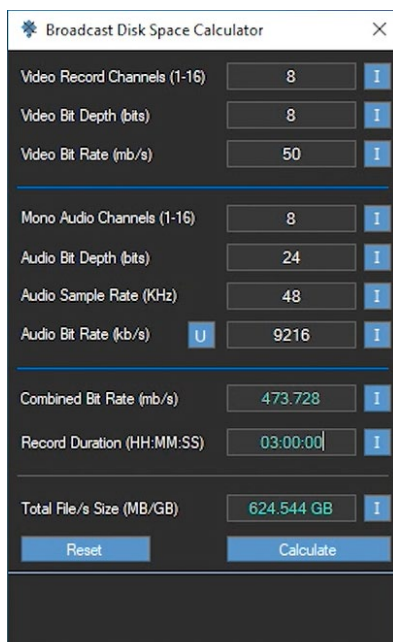 Broadcast Disk Space Calculator
Video Record Channels (1-16) 8 I
Video Bit Depth (bits) 8 I
Video Bit Rate (mb/s) 50 I
Mono Audio Channels (1-16) 8 I
Audio Bit Depth (bits) 24 I
Audio Sample Rate (KHz) 48 I
Audio Bit Rate (kb/s) U 9216 I
Combined Bit Rate (mb/s) 473.728 I
Record Duration (HH:MM:SS) 03:00:00 I
Total File/s Size (MB/GB) 624.544 GB I
Reset Calculate